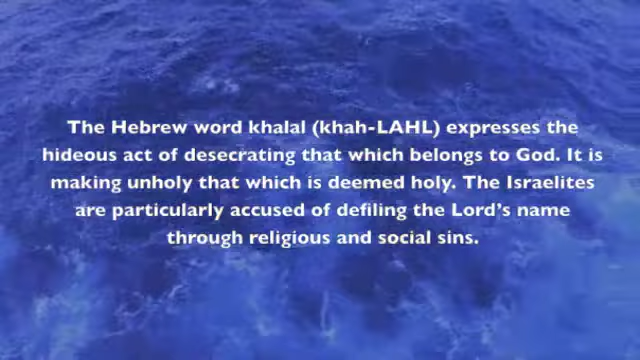 The Hebrew word khalal (khah-LAHL) expresses the
hideous act of desecrating that which belongs to God. It is
making unholy that which is deemed holy. The Israelites
are particularly accused of defiling the Lord’s name
through religious and social sins.